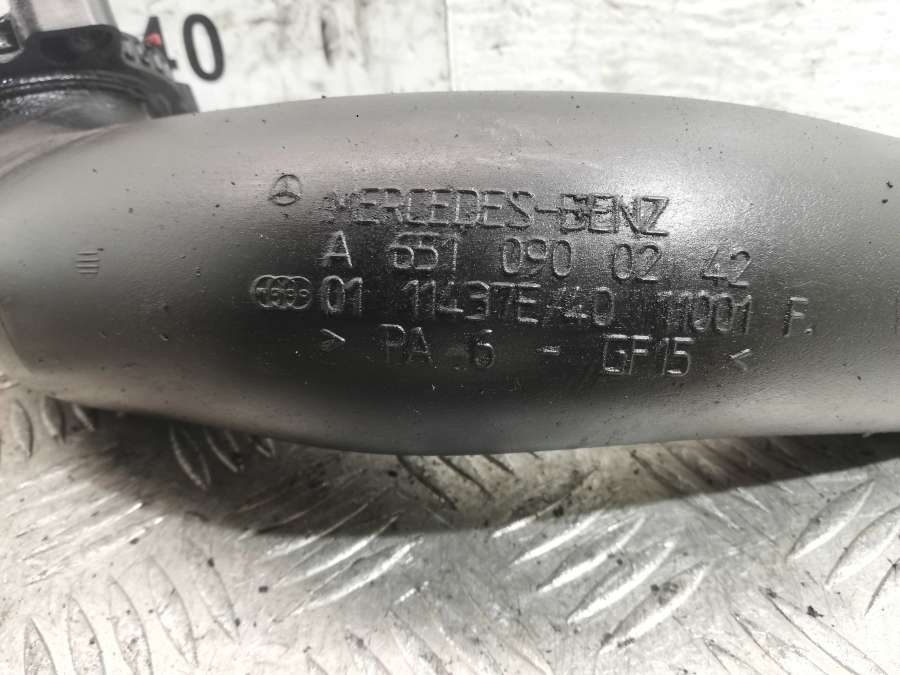 40
MERCEDES-BENZ
A 651 090 02 42
01 11437E/40 11001 F.
> PA 6 - GF15 <